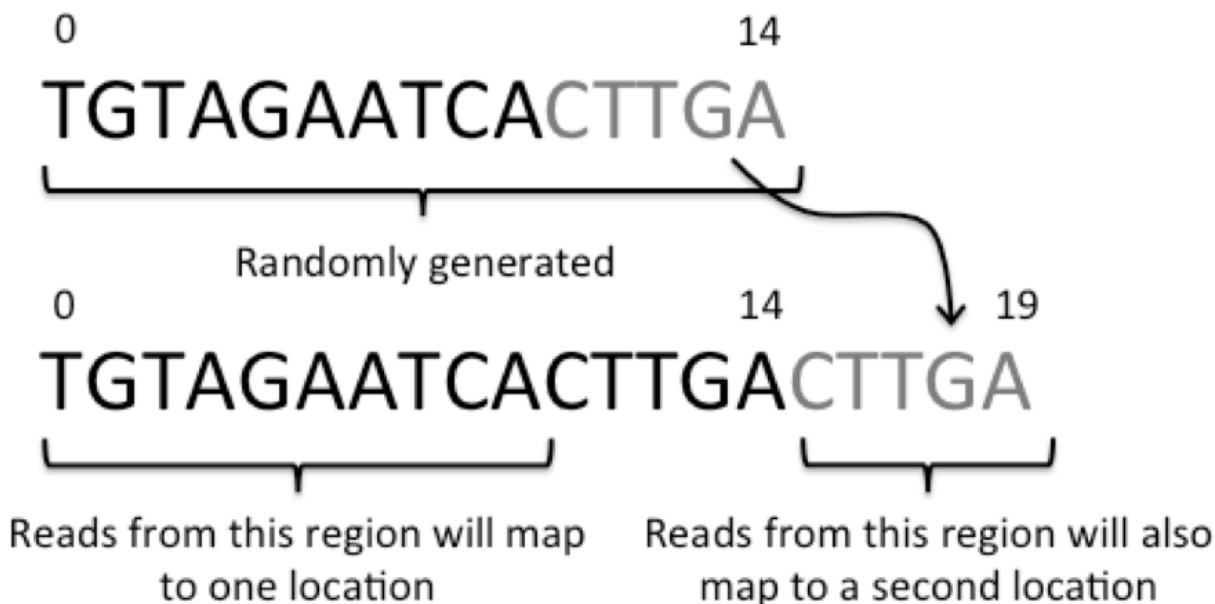 0 14
TGTAGAATCACTTGA
Randomly generated
0 14 19
TGTAGAATCACTTGACTTGA
Reads from this region will map Reads from this region will also
to one location map to a second location